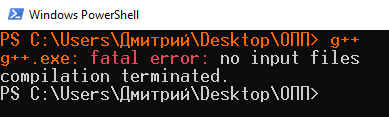 Windows PowerShell
PS C:\Users\Дмитрий\Desktop\ОПП> g++
g++.exe: fatal error: no input files
compilation terminated.
PS C:\Users\Дмитрий\Desktop\ОПП>